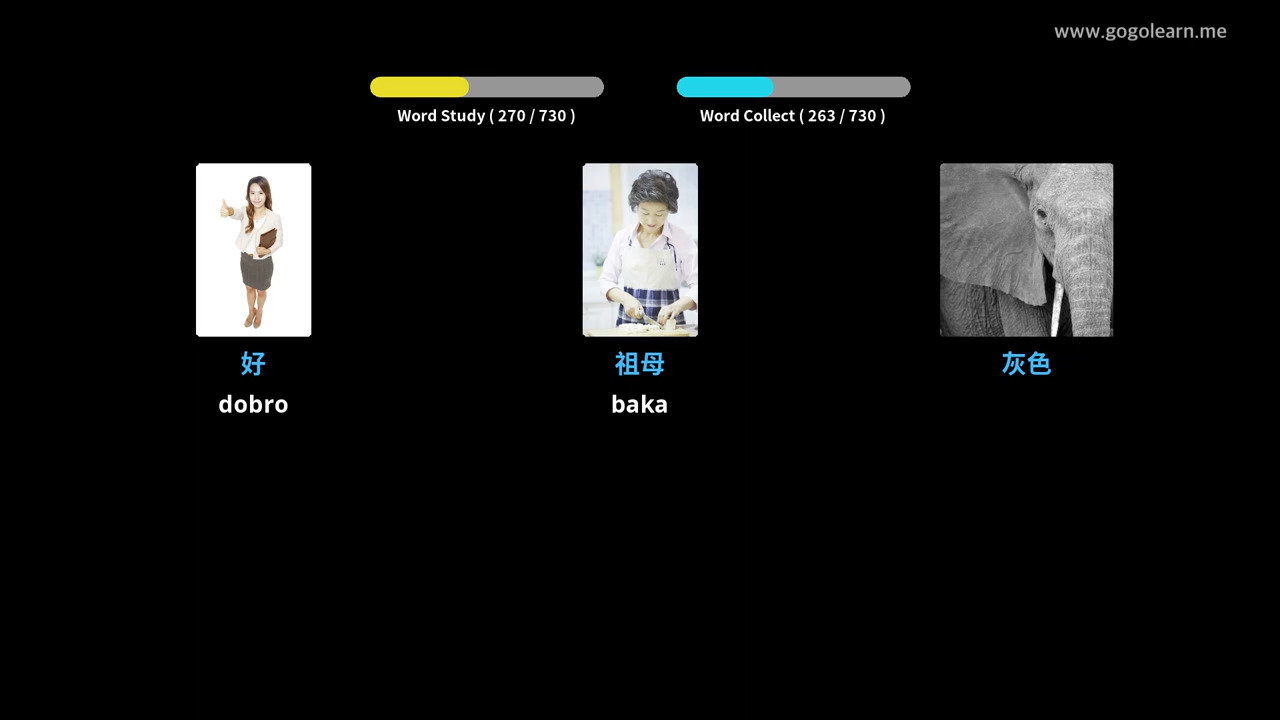 www.gogolearn.me
Word Study ( 270 / 730 )
Word Collect ( 263 / 730 )
好
祖母
灰色
dobro
baka